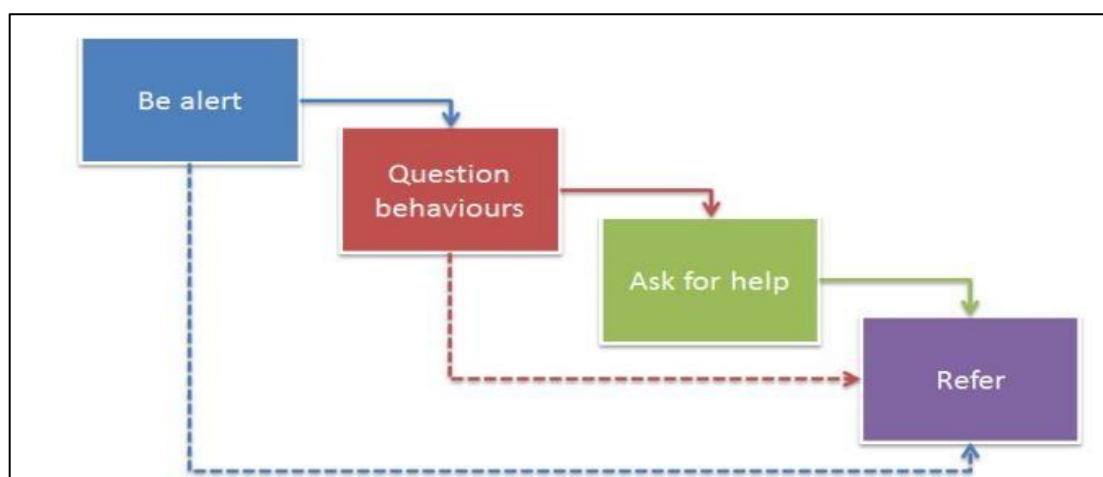 Be alert
Question
behaviours
Ask for help
Refer